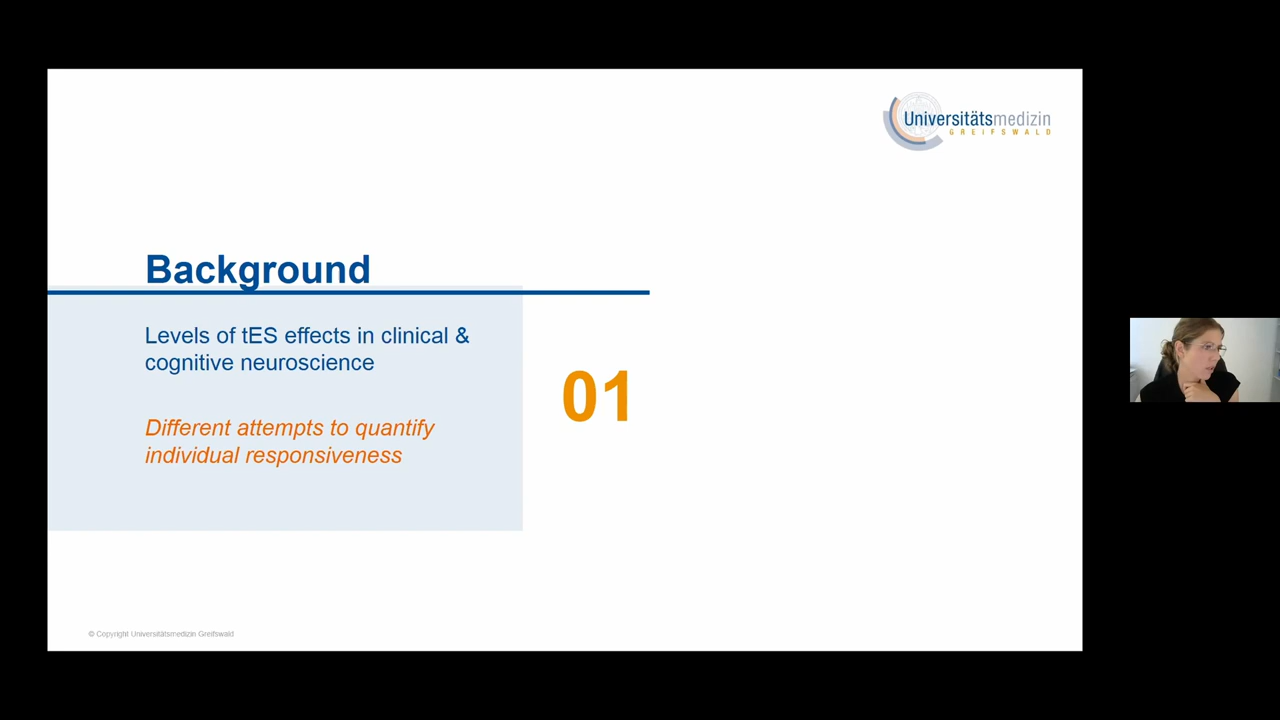 Universitätsmedizin
GREIFSWALD
Background
Levels of tES effects in clinical &
cognitive neuroscience
01
Different attempts to quantify
individual responsiveness
© Copyright Universitätsmedizin Greifswald